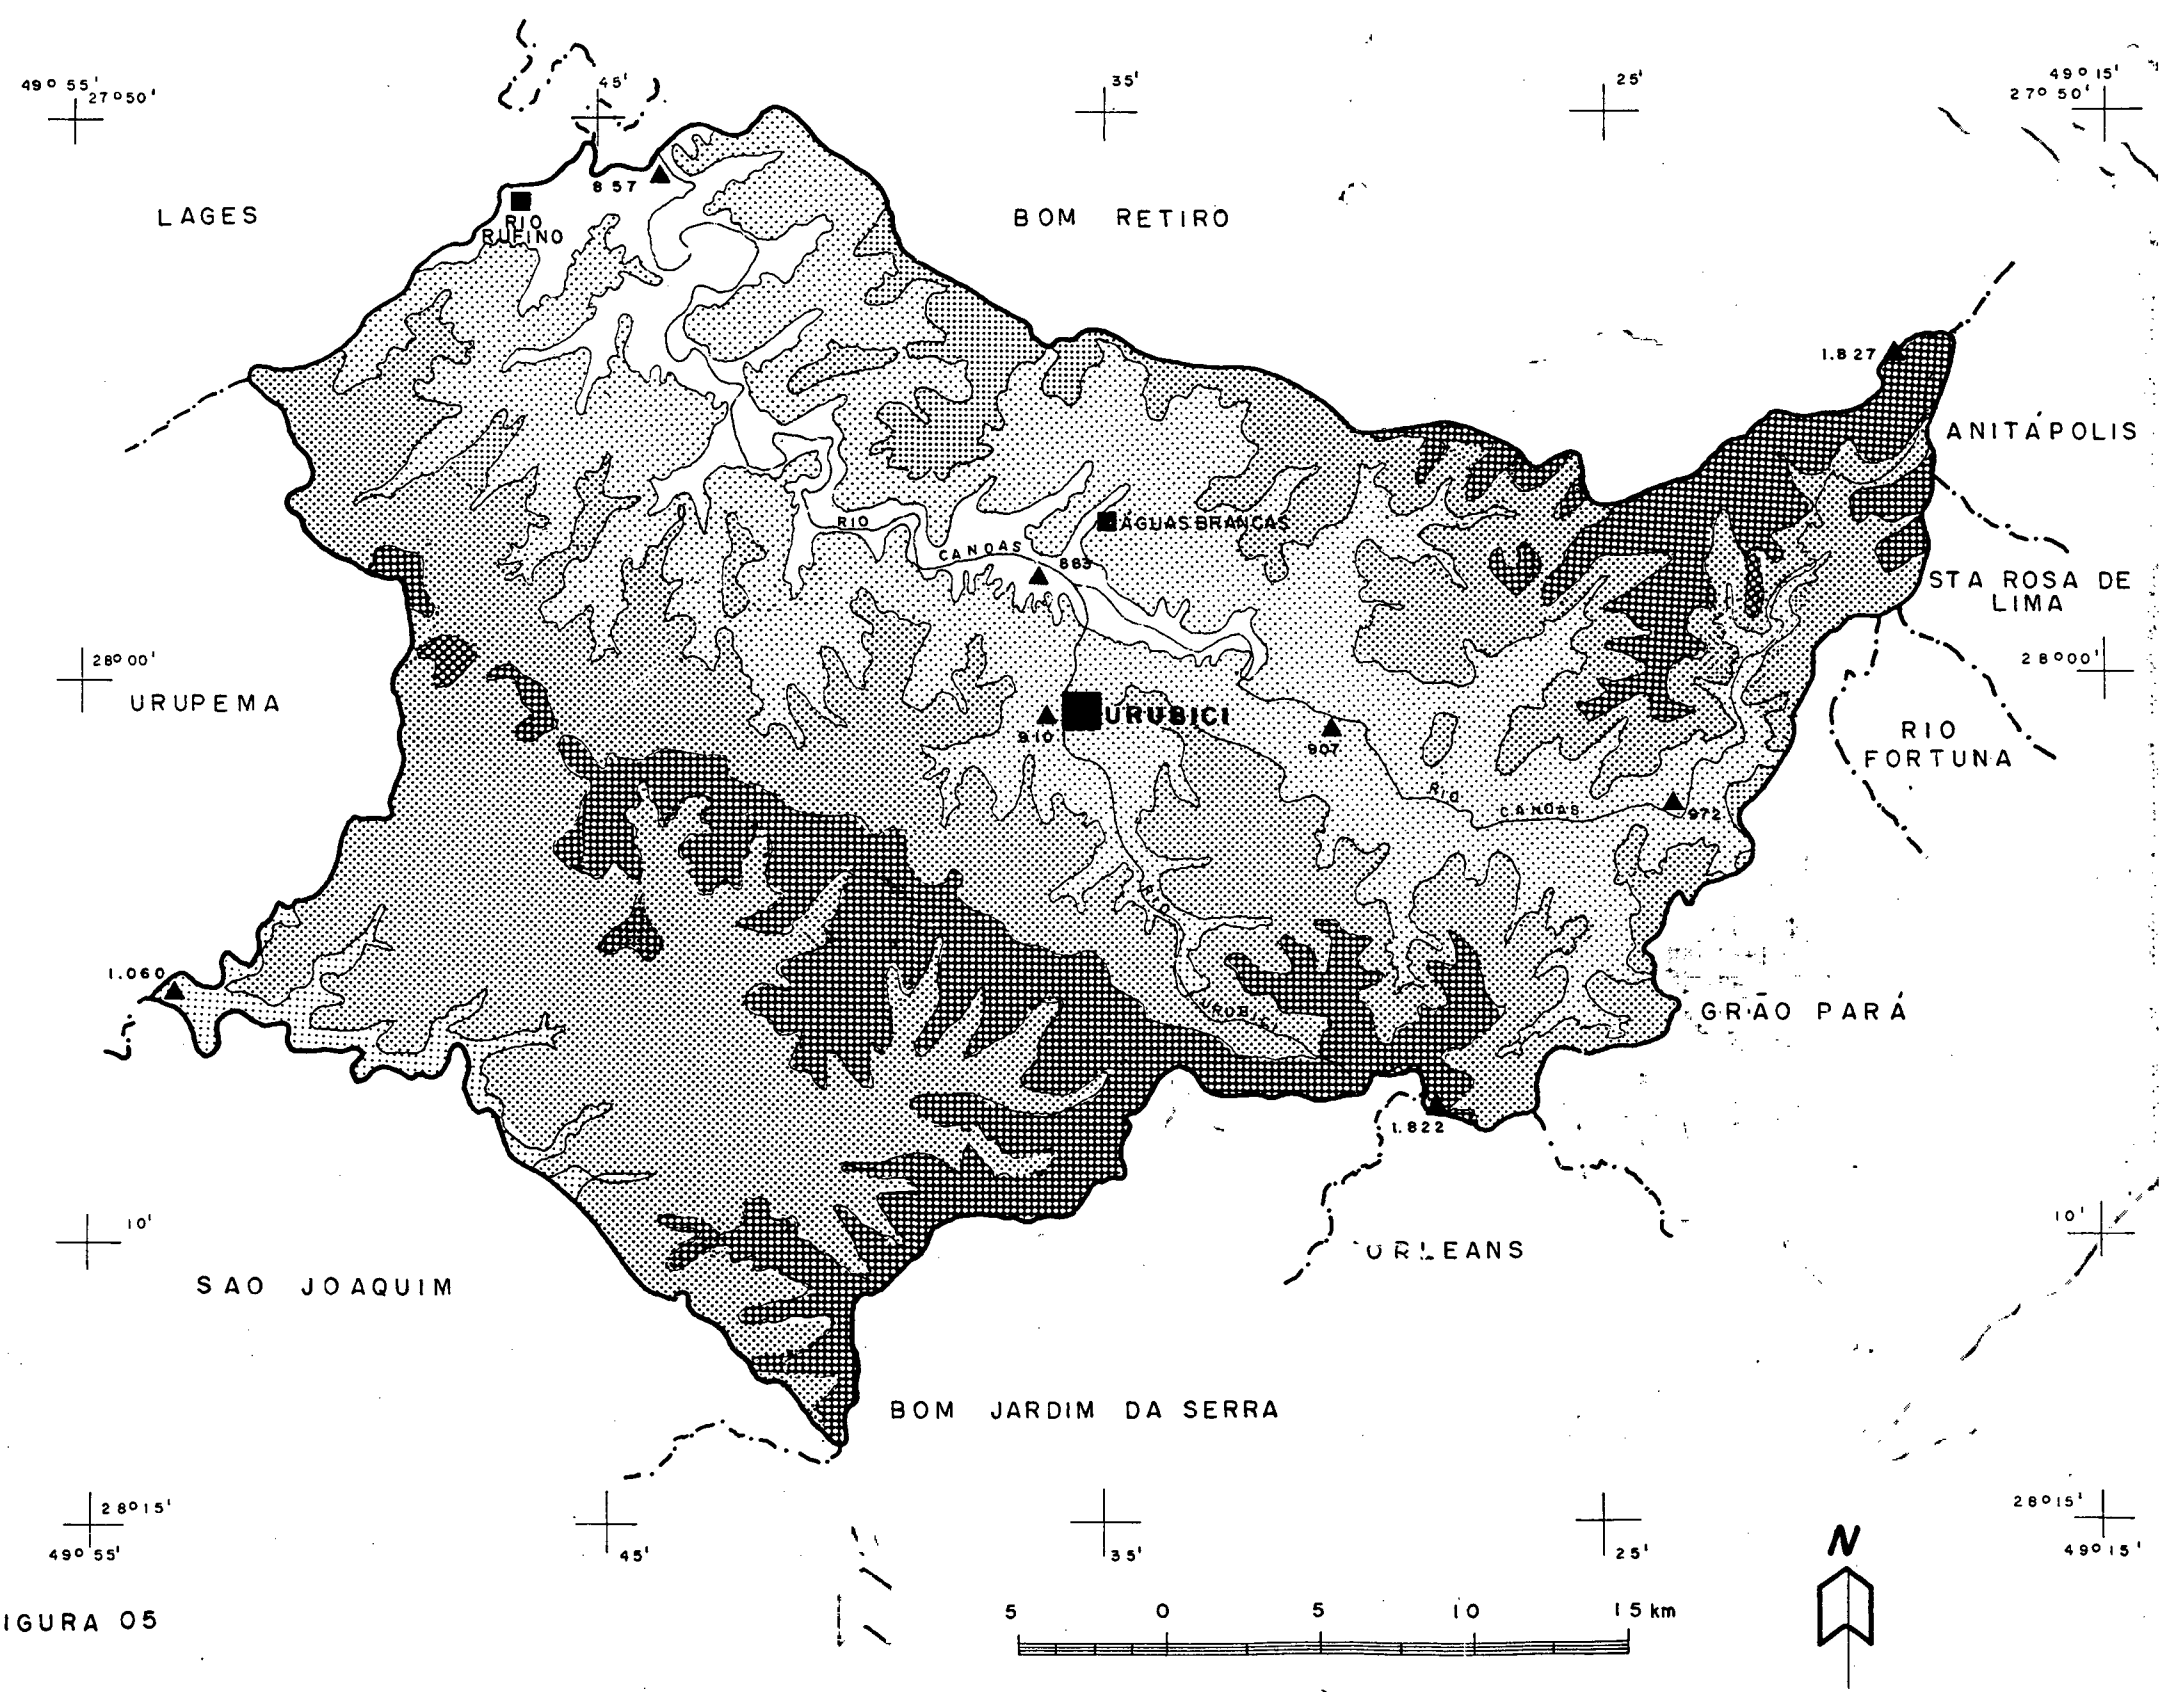 49° 55'
27° 50'
45'
35'
25'
49° 15'
27° 50'
LAGES
857
RIO
RUFINO
BOM RETIRO
1.827
ANITÁPOLIS
RIO
CANOAS
ÁGUAS BRANCAS
883
STA ROSA DE
LIMA
28° 00'
28° 00'
URUPEMA
URUBICI
910
907
RIO
FORTUNA
RIO
CANOAS
972
RIO
1.060
URUBICI
GRÃO PARÁ
1.822
10'
10'
ORLEANS
SAO JOAQUIM
BOM JARDIM DA SERRA
28° 15'
28° 15'
49° 55'
45'
35'
25'
49° 15'
N
5 0 5 10 15 km
IGURA 05